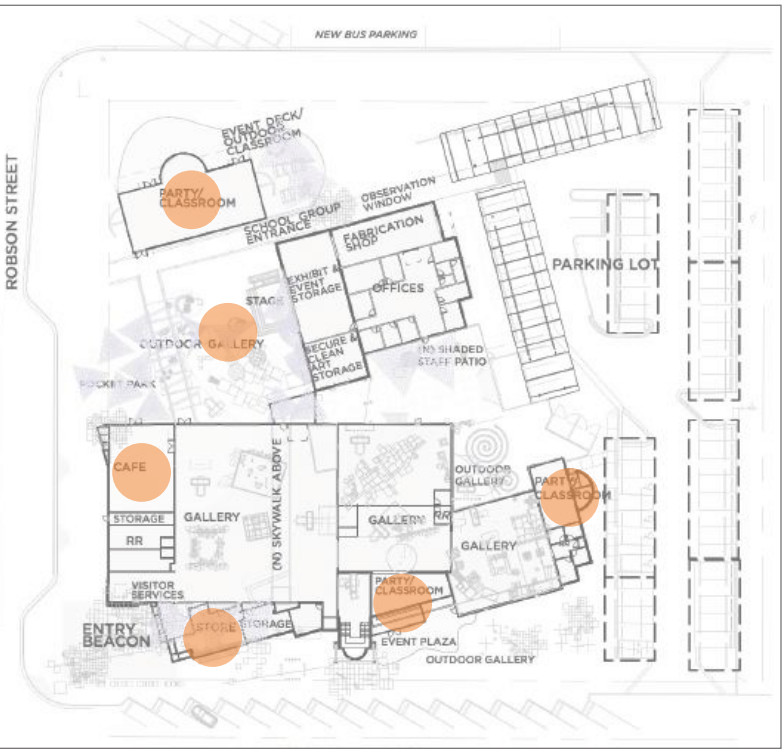 NEW BUS PARKING
ROBSON STREET
EVENT DECK/
OUTDOOR
CLASSROOM
PARTY/
CLASSROOM
SCHOOL GROUP
ENTRANCE
OBSERVATION
WINDOW
FABRICATION
SHOP
EXHIBIT &
EVENT
STORAGE
OFFICES
PARKING LOT
STAGE
OUTDOOR GALLERY
SECURE &
CLEAN
ART
STORAGE
(N) SHADED
STAFF PATIO
POCKET PARK
CAFE
STORAGE
RR
GALLERY
(N) SKYWALK ABOVE
GALLERY
RR
OUTDOOR
GALLERY
PARTY/
CLASSROOM
GALLERY
VISITOR
SERVICES
PARTY/
CLASSROOM
ENTRY
BEACON
STORE
STORAGE
EVENT PLAZA
OUTDOOR GALLERY